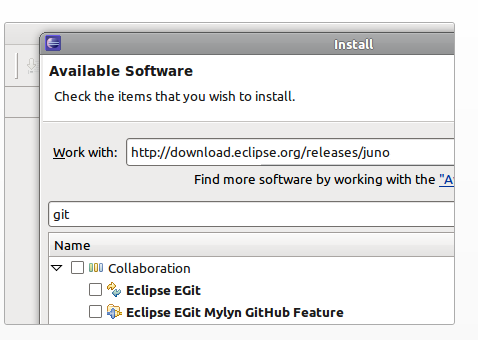 Install
Available Software
Check the items that you wish to install.
Work with: http://download.eclipse.org/releases/juno
Find more software by working with the
git
Name
Collaboration
Eclipse EGit
Eclipse EGit Mylyn GitHub Feature